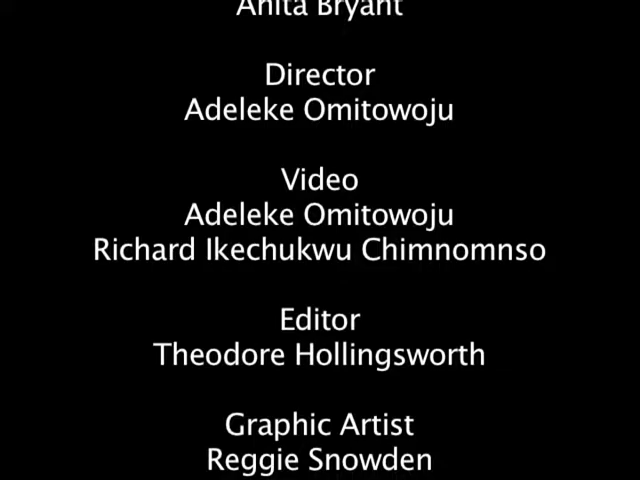 Anita Bryant
Director
Adeleke Omitowoju
Video
Adeleke Omitowoju
Richard Ikechukwu Chimnomnso
Editor
Theodore Hollingsworth
Graphic Artist
Reggie Snowden